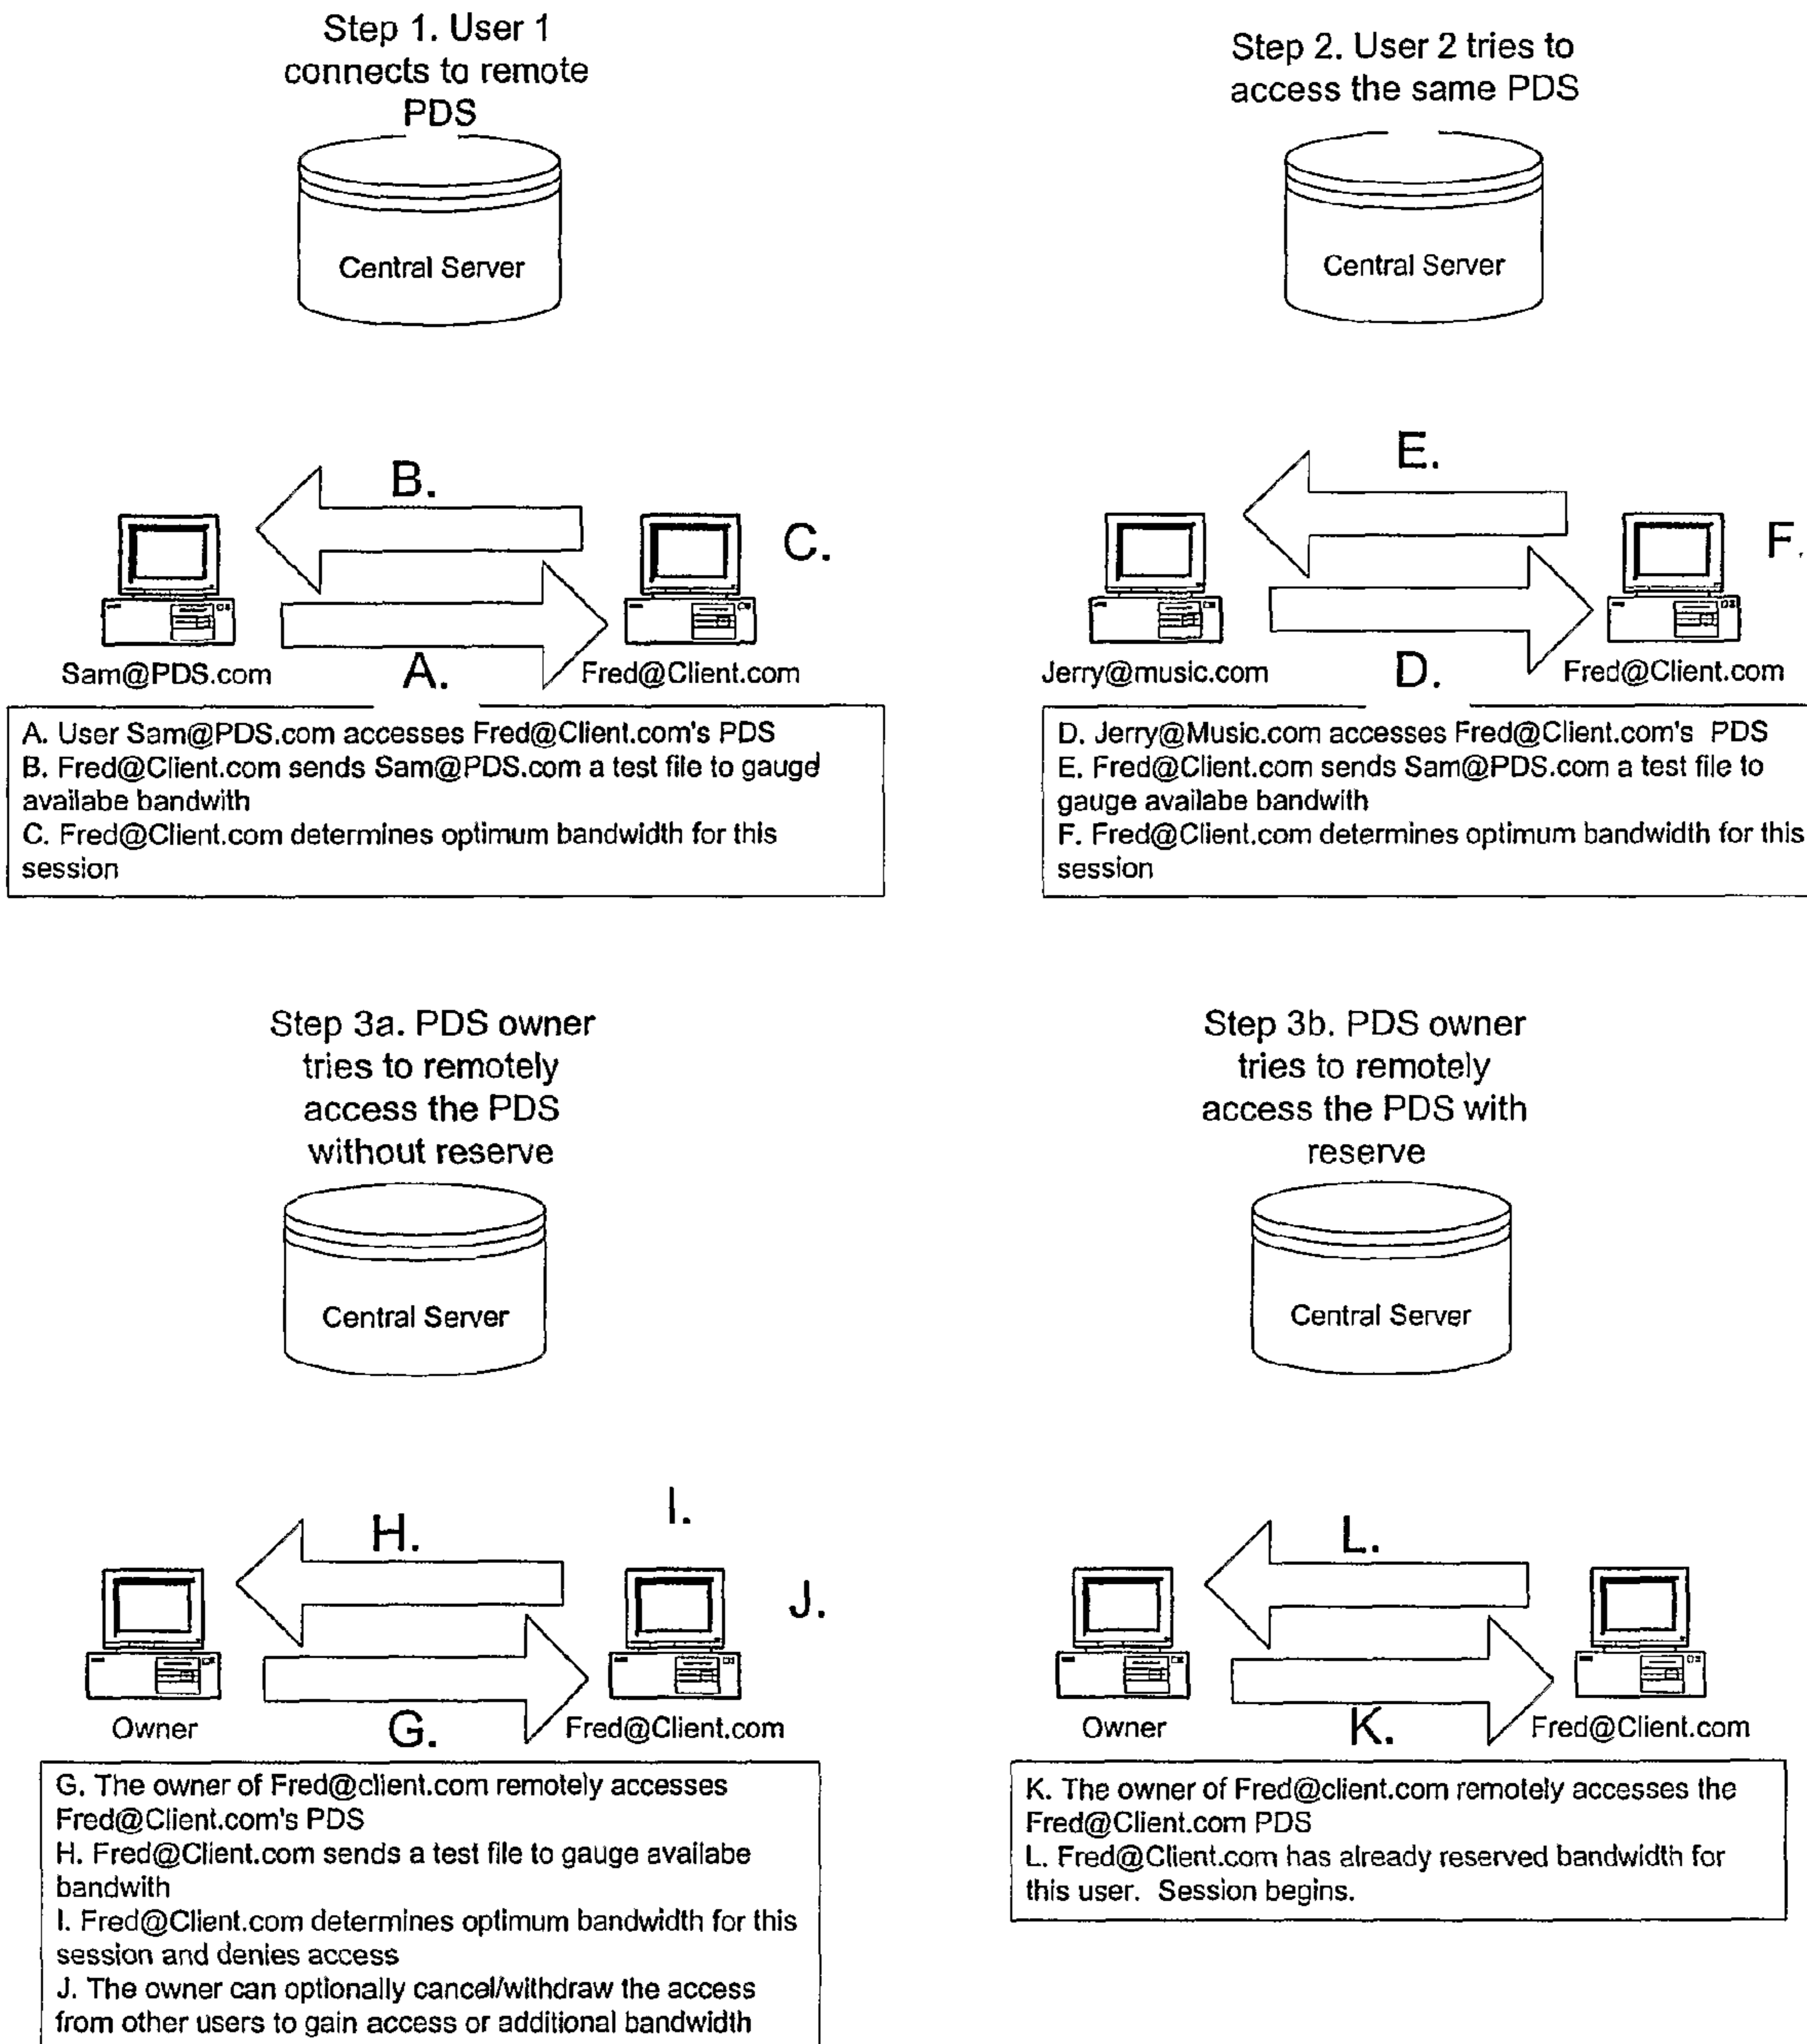 Step 1. User 1
connects to remote
PDS
Central Server
B.
C.
Sam@PDS.com
A.
Fred@Client.com
A. User Sam@PDS.com accesses Fred@Client.com's PDS
B. Fred@Client.com sends Sam@PDS.com a test file to gauge
availabe bandwith
C. Fred@Client.com determines optimum bandwidth for this
session
Step 2. User 2 tries to
access the same PDS
Central Server
E.
F.
Jerry@music.com
D.
Fred@Client.com
D. Jerry@Music.com accesses Fred@Client.com's PDS
E. Fred@Client.com sends Sam@PDS.com a test file to
gauge availabe bandwith
F. Fred@Client.com determines optimum bandwidth for this
session
Step 3a. PDS owner
tries to remotely
access the PDS
without reserve
Central Server
I.
H.
J.
Owner
G.
Fred@Client.com
G. The owner of Fred@client.com remotely accesses
Fred@Client.com's PDS
H. Fred@Client.com sends a test file to gauge availabe
bandwith
I. Fred@Client.com determines optimum bandwidth for this
session and denies access
J. The owner can optionally cancel/withdraw the access
from other users to gain access or additional bandwidth
Step 3b. PDS owner
tries to remotely
access the PDS with
reserve
Central Server
L.
Owner
K.
Fred@Client.com
K. The owner of Fred@client.com remotely accesses the
Fred@Client.com PDS
L. Fred@Client.com has already reserved bandwidth for
this user. Session begins.